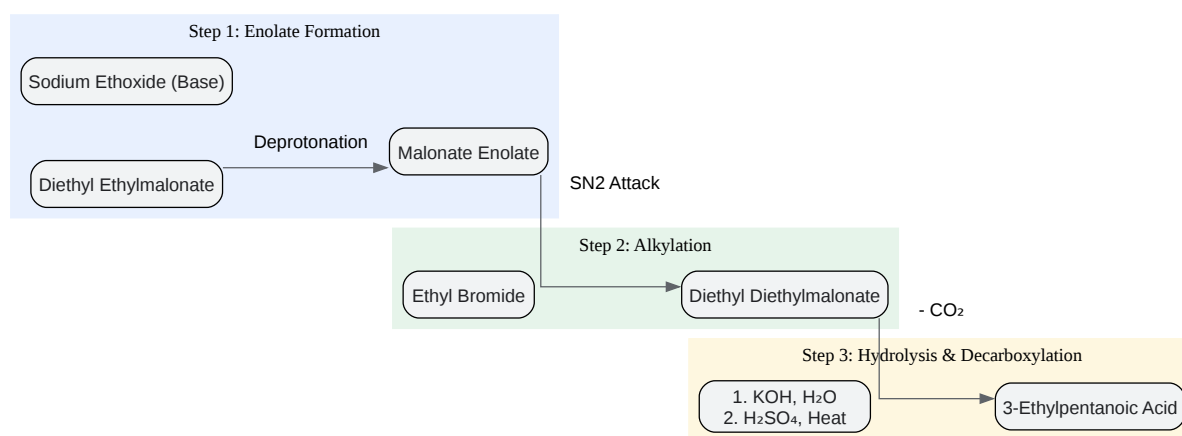 Step 1: Enolate Formation
Sodium Ethoxide (Base)
Deprotonation
Malonate Enolate
Diethyl Ethylmalonate
SN2 Attack
Step 2: Alkylation
Ethyl Bromide
Diethyl Diethylmalonate
- CO₂
Step 3: Hydrolysis & Decarboxylation
1. KOH, H₂O
2. H₂SO₄, Heat
3-Ethylpentanoic Acid